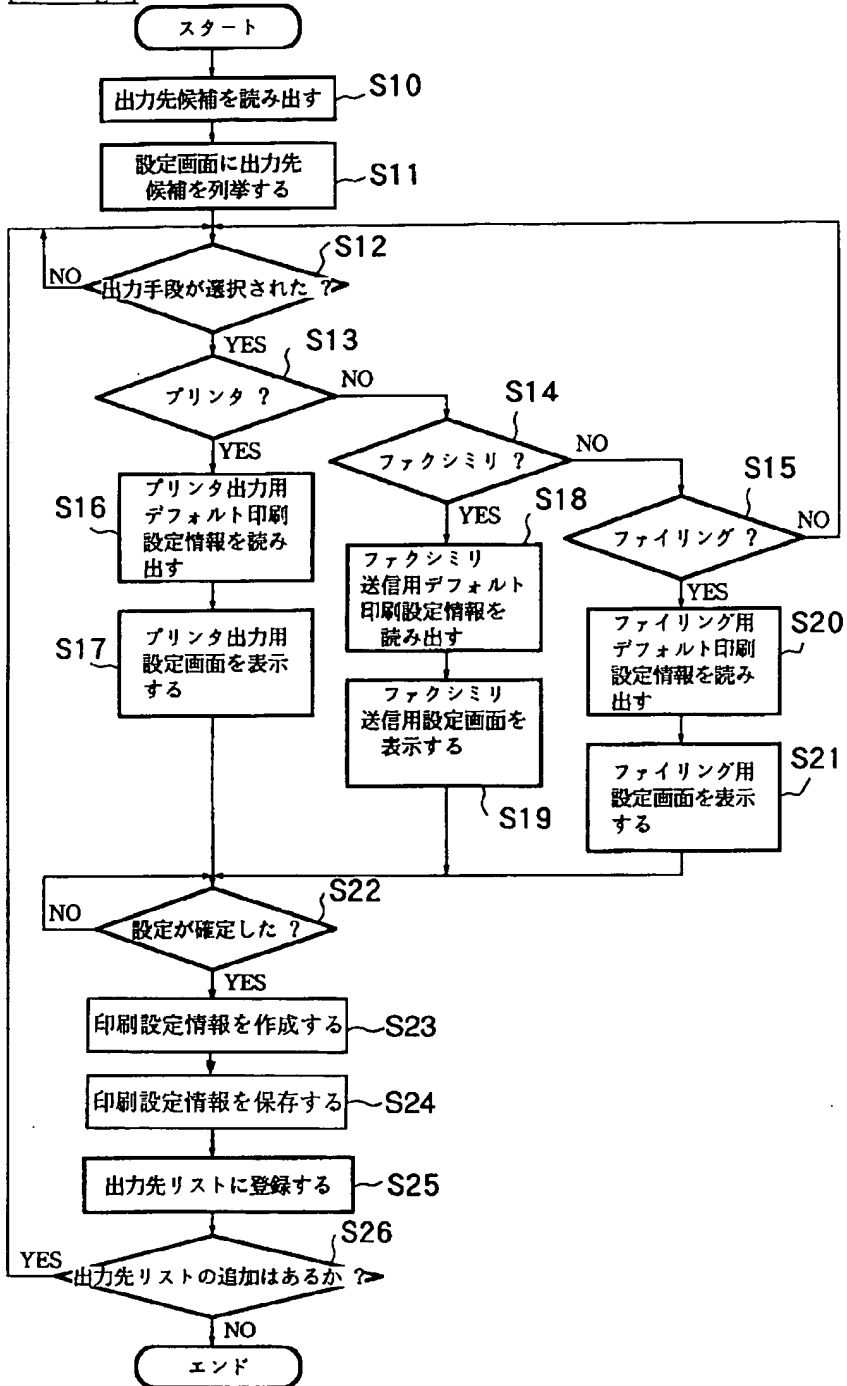 スタート
出力先候補を読み出す
S10
設定画面に出力先
候補を列挙する
S11
S12
NO
出力手段が選択された ?
YES
S13
プリンタ ?
NO
YES
S14
ファクシミリ ?
NO
YES
S15
ファイリング ?
NO
YES
S16
プリンタ出力用
デフォルト印刷
設定情報を読み
出す
S17
プリンタ出力用
設定画面を表示
する
S18
ファクシミリ
送信用デフォルト
印刷設定情報を
読み出す
ファクシミリ
送信用設定画面を
表示する
S19
ファイリング用
デフォルト印刷
設定情報を読み
出す
S20
ファイリング用
設定画面を表示
する
S21
S22
NO
設定が確定した ?
YES
印刷設定情報を作成する
S23
印刷設定情報を保存する
S24
出力先リストに登録する
S25
S26
YES
出力先リストの追加はあるか ?
NO
エンド